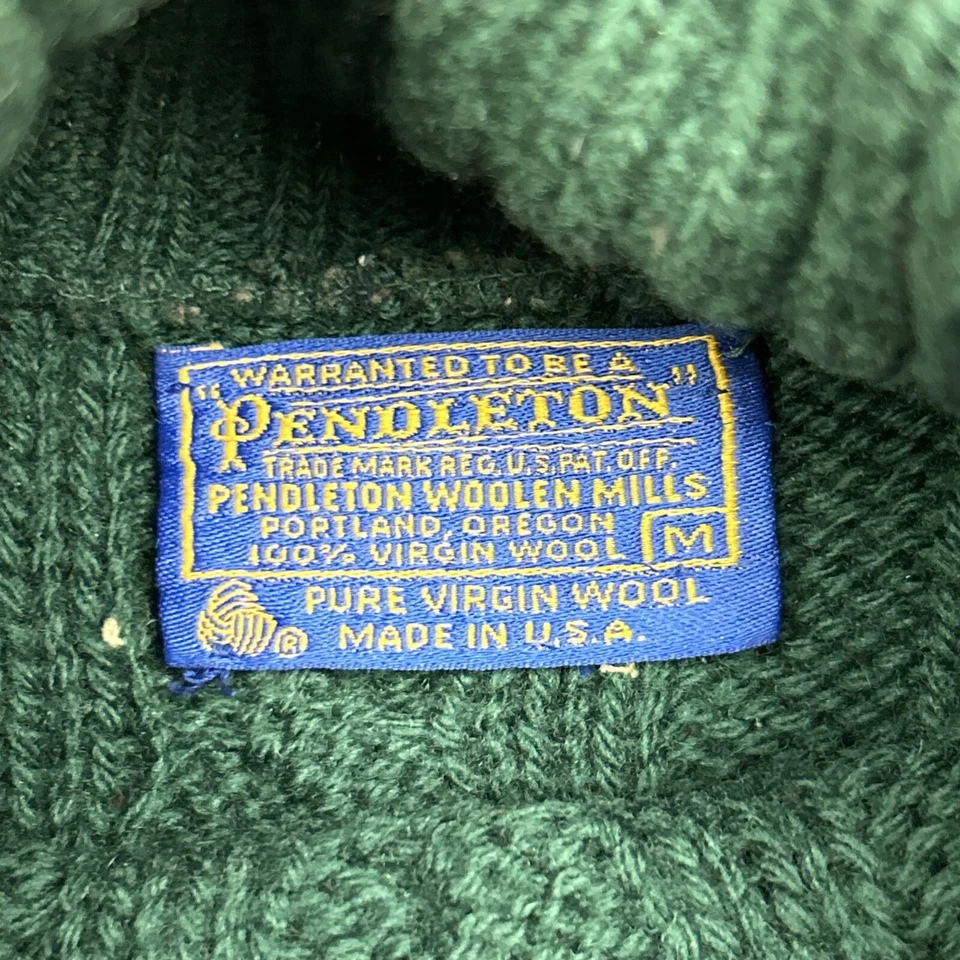 WARRANTED TO BE A
"PENDLETON"
TRADE MARK REG. U.S. PAT. OFF.
PENDLETON WOOLEN MILLS
PORTLAND, OREGON
100% VIRGIN WOOL M
PURE VIRGIN WOOL
® MADE IN U.S.A.